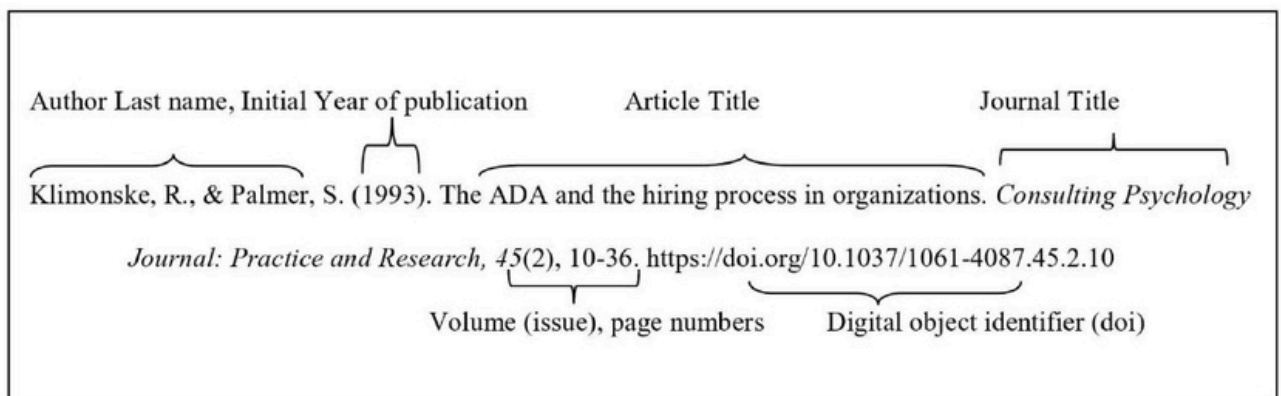 Author Last name, Initial Year of publication Article Title Journal Title
Klimonske, R., & Palmer, S. (1993). The ADA and the hiring process in organizations. Consulting Psychology
Journal: Practice and Research, 45(2), 10-36. https://doi.org/10.1037/1061-4087.45.2.10
Volume (issue), page numbers Digital object identifier (doi)